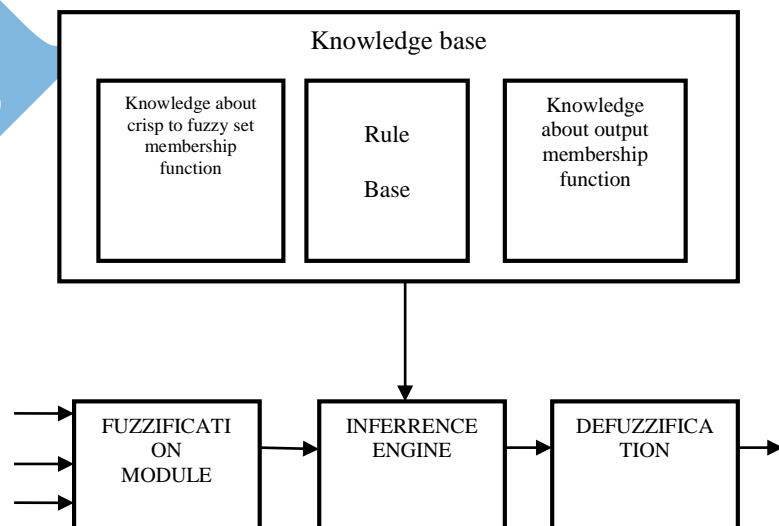 Knowledge base
Knowledge about
crisp to fuzzy set
membership
function
Rule
Base
Knowledge
about output
membership
function
FUZZIFICATI
ON
MODULE
INFERRENCE
ENGINE
DEFUZZIFICA
TION